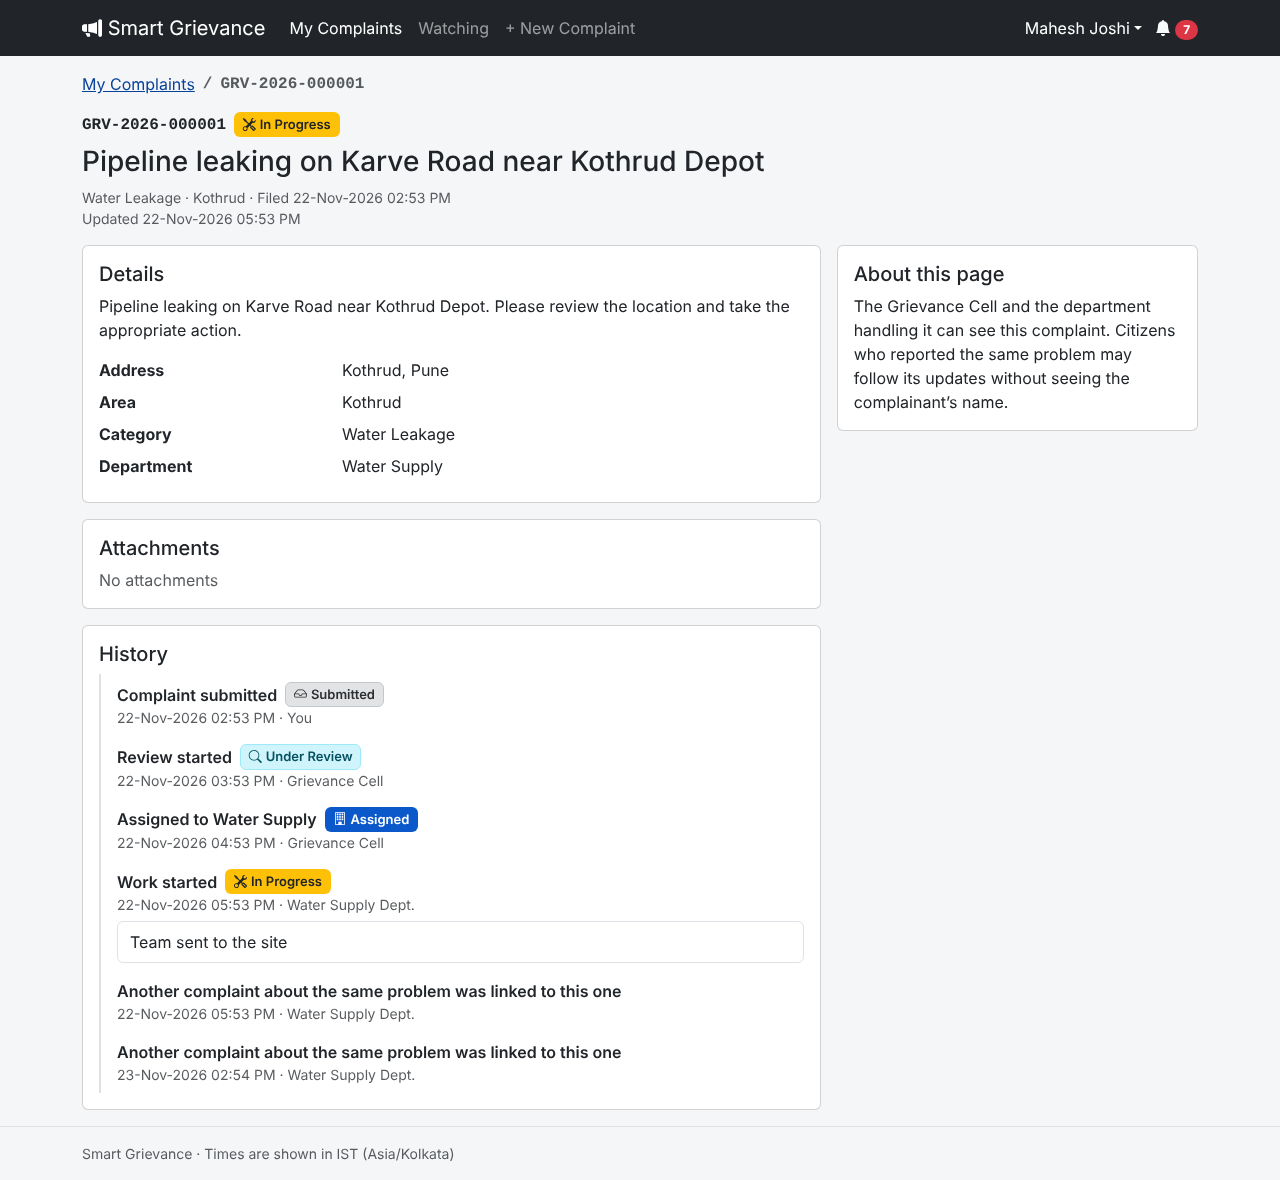 Smart Grievance My Complaints Watching + New Complaint Mahesh Joshi 7
My Complaints / GRV-2026-000001
GRV-2026-000001 In Progress
Pipeline leaking on Karve Road near Kothrud Depot
Water Leakage · Kothrud · Filed 22-Nov-2026 02:53 PM
Updated 22-Nov-2026 05:53 PM
Details
Pipeline leaking on Karve Road near Kothrud Depot. Please review the location and take the
appropriate action.
Address Kothrud, Pune
Area Kothrud
Category Water Leakage
Department Water Supply
About this page
The Grievance Cell and the department
handling it can see this complaint. Citizens
who reported the same problem may
follow its updates without seeing the
complainant’s name.
Attachments
No attachments
History
Complaint submitted Submitted
22-Nov-2026 02:53 PM · You
Review started Under Review
22-Nov-2026 03:53 PM · Grievance Cell
Assigned to Water Supply Assigned
22-Nov-2026 04:53 PM · Grievance Cell
Work started In Progress
22-Nov-2026 05:53 PM · Water Supply Dept.
Team sent to the site
Another complaint about the same problem was linked to this one
22-Nov-2026 05:53 PM · Water Supply Dept.
Another complaint about the same problem was linked to this one
23-Nov-2026 02:54 PM · Water Supply Dept.
Smart Grievance · Times are shown in IST (Asia/Kolkata)